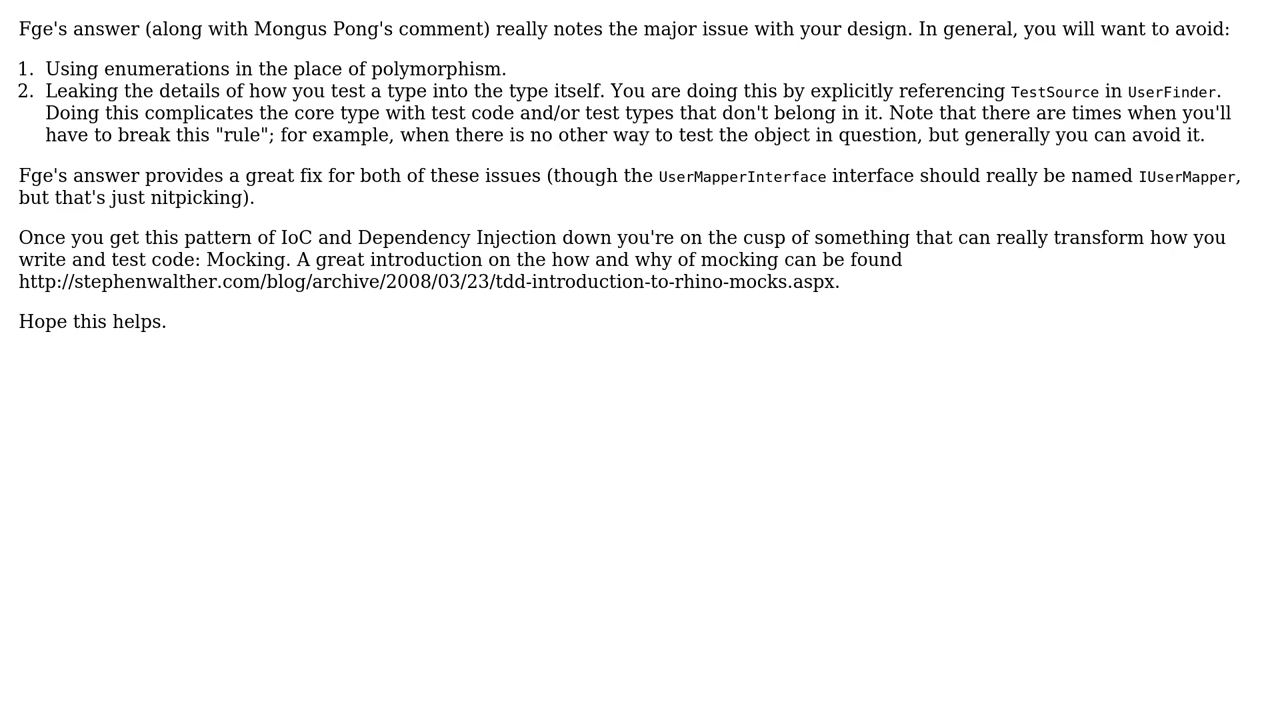 Fge's answer (along with Mongus Pong's comment) really notes the major issue with your design. In general, you will want to avoid:
1. Using enumerations in the place of polymorphism.
2. Leaking the details of how you test a type into the type itself. You are doing this by explicitly referencing TestSource in UserFinder.
Doing this complicates the core type with test code and/or test types that don't belong in it. Note that there are times when you'll
have to break this "rule"; for example, when there is no other way to test the object in question, but generally you can avoid it.
Fge's answer provides a great fix for both of these issues (though the UserMapperInterface interface should really be named IUserMapper,
but that's just nitpicking).
Once you get this pattern of IoC and Dependency Injection down you're on the cusp of something that can really transform how you
write and test code: Mocking. A great introduction on the how and why of mocking can be found
http://stephenwalther.com/blog/archive/2008/03/23/tdd-introduction-to-rhino-mocks.aspx.
Hope this helps.